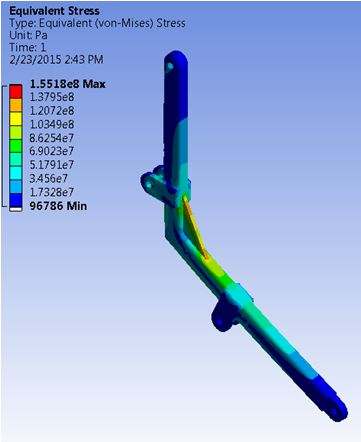 Equivalent Stress
Type: Equivalent (von-Mises) Stress
Unit: Pa
Time: 1
2/23/2015 2:43 PM
1.5518e8 Max
1.3795e8
1.2072e8
1.0349e8
8.6254e7
6.9023e7
5.1791e7
3.456e7
1.7328e7
96786 Min